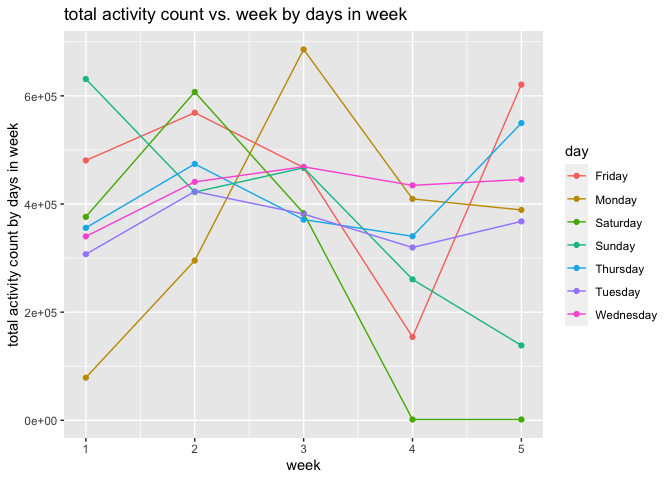 total activity count vs. week by days in week
total activity count by days in week
6e+05
4e+05
2e+05
0e+00
1 2 3 4 5
week
day
Friday
Monday
Saturday
Sunday
Thursday
Tuesday
Wednesday